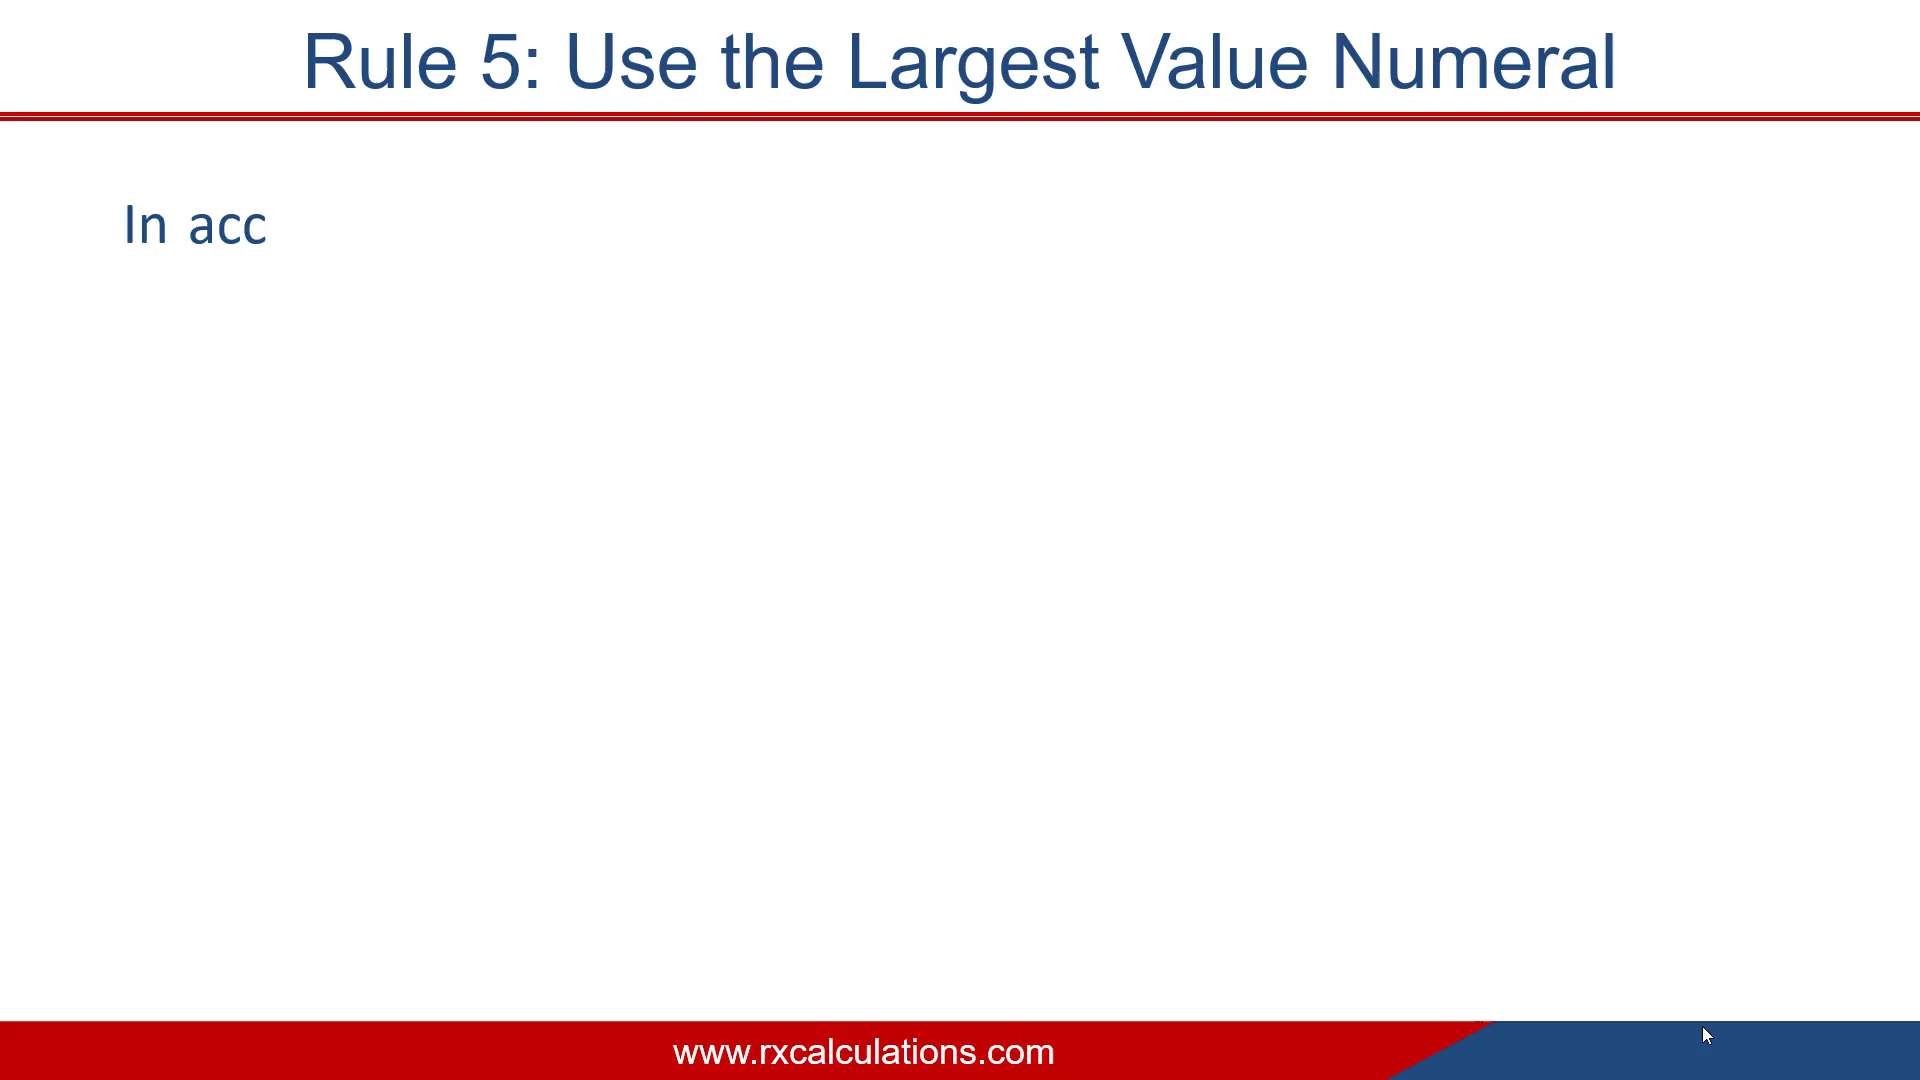 Rule 5: Use the Largest Value Numeral
In acc
www.rxcalculations.com